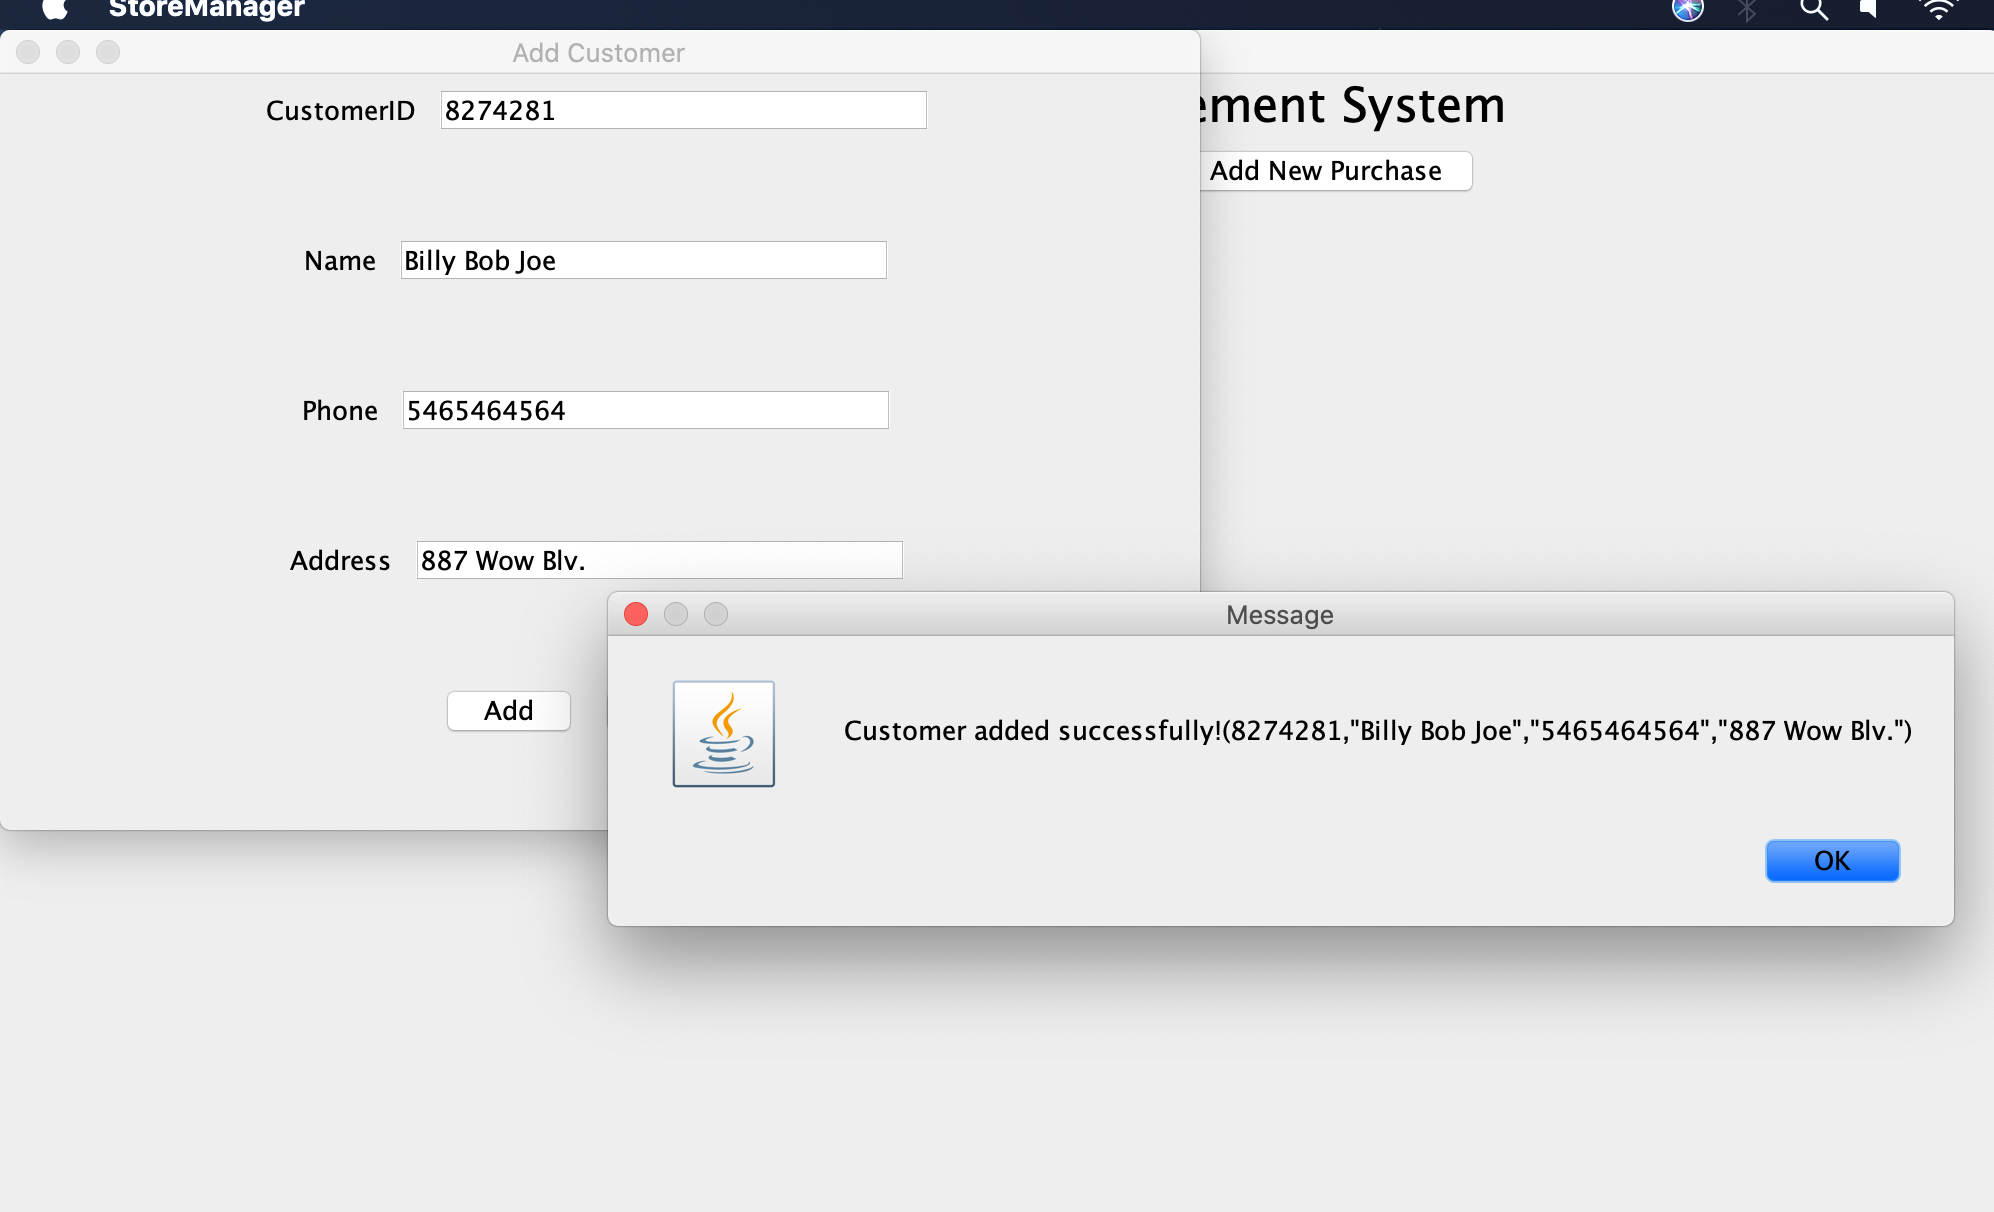 StoreManager
Add Customer
CustomerID 8274281
ement System
Add New Purchase
Name Billy Bob Joe
Phone 5465464564
Address 887 Wow Blv.
Message
Add
Customer added successfully!(8274281,"Billy Bob Joe","5465464564","887 Wow Blv.")
OK